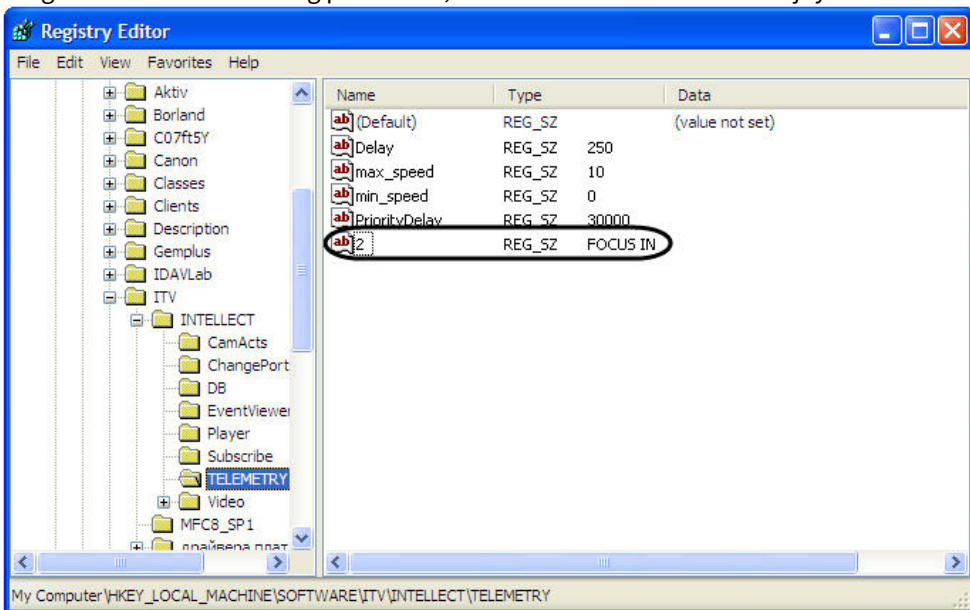 Registry Editor
File Edit View Favorites Help
Aktiv
Borland
C07ft5Y
Canon
Classes
Clients
Description
Gemplus
IDAVLab
ITV
INTELLECT
CamActs
ChangePort
DB
EventViewer
Player
Subscribe
TELEMETRY
Video
MFC8_SP1
Name Type Data
(Default) REG_SZ (value not set)
Delay REG_SZ 250
max_speed REG_SZ 10
min_speed REG_SZ 0
PriorityDelay REG_SZ 30000
2 REG_SZ FOCUS IN
My Computer\HKEY_LOCAL_MACHINE\SOFTWARE\ITV\INTELLECT\TELEMETRY